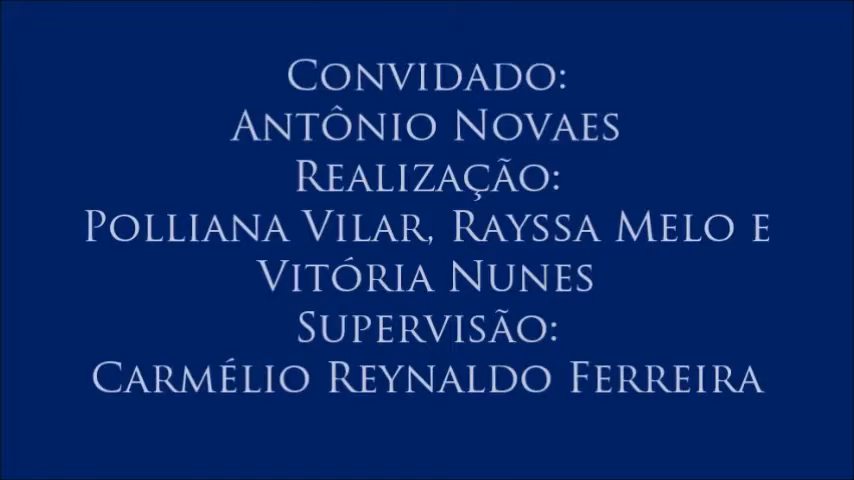 Convidado:
Antônio Novaes
Realização:
Polliana Vilar, Rayssa Melo e
Vitória Nunes
Supervisão:
Carmélio Reynaldo Ferreira